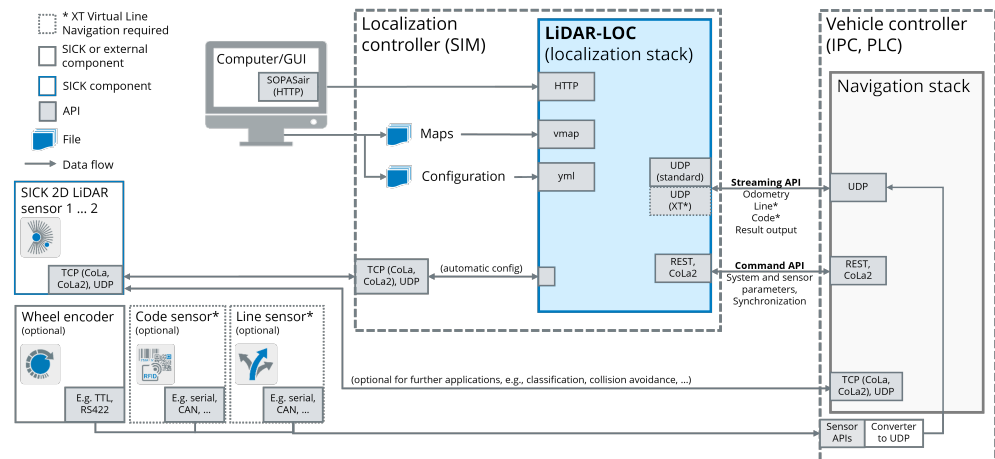 * XT Virtual Line
Navigation required
SICK or external
component
SICK component
API
File
Data flow
Computer/GUI
SOPASair
(HTTP)
Localization
controller (SIM)
LiDAR-LOC
(localization stack)
HTTP
Maps
vmap
Configuration
yml
UDP
(standard)
UDP
(XT*)
Streaming API
Odometry
Line*
Code*
Result output
Vehicle controller
(IPC, PLC)
Navigation stack
UDP
SICK 2D LiDAR
sensor 1 ... 2
TCP (CoLa,
CoLa2), UDP
TCP (CoLa,
CoLa2), UDP
(automatic config)
REST,
CoLa2
Command API
System and sensor
parameters,
Synchronization
REST,
CoLa2
Wheel encoder
(optional)
E.g. TTL,
RS422
Code sensor*
(optional)
RFID
E.g. serial,
CAN, ...
Line sensor*
(optional)
E.g. serial,
CAN, ...
(optional for further applications, e.g., classification, collision avoidance, ...)
TCP (CoLa,
CoLa2), UDP
Sensor
APIs
Converter
to UDP